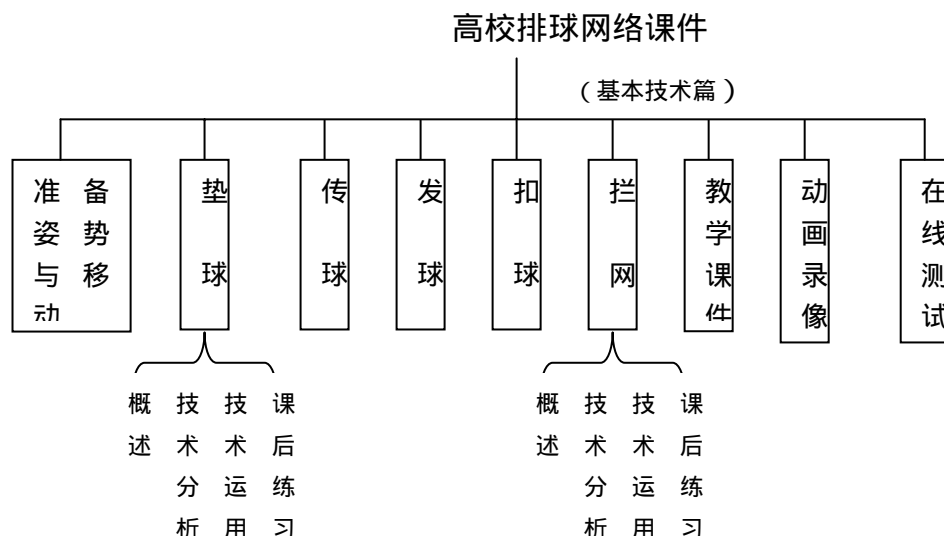 高校排球网络课件
(基本技术篇)
准备
姿势
与移
动
垫球
传球
发球
扣球
拦网
教学课件
动画录像
在线测试
概述
技术分析
技术运用
课后练习
概述
技术分析
技术运用
课后练习